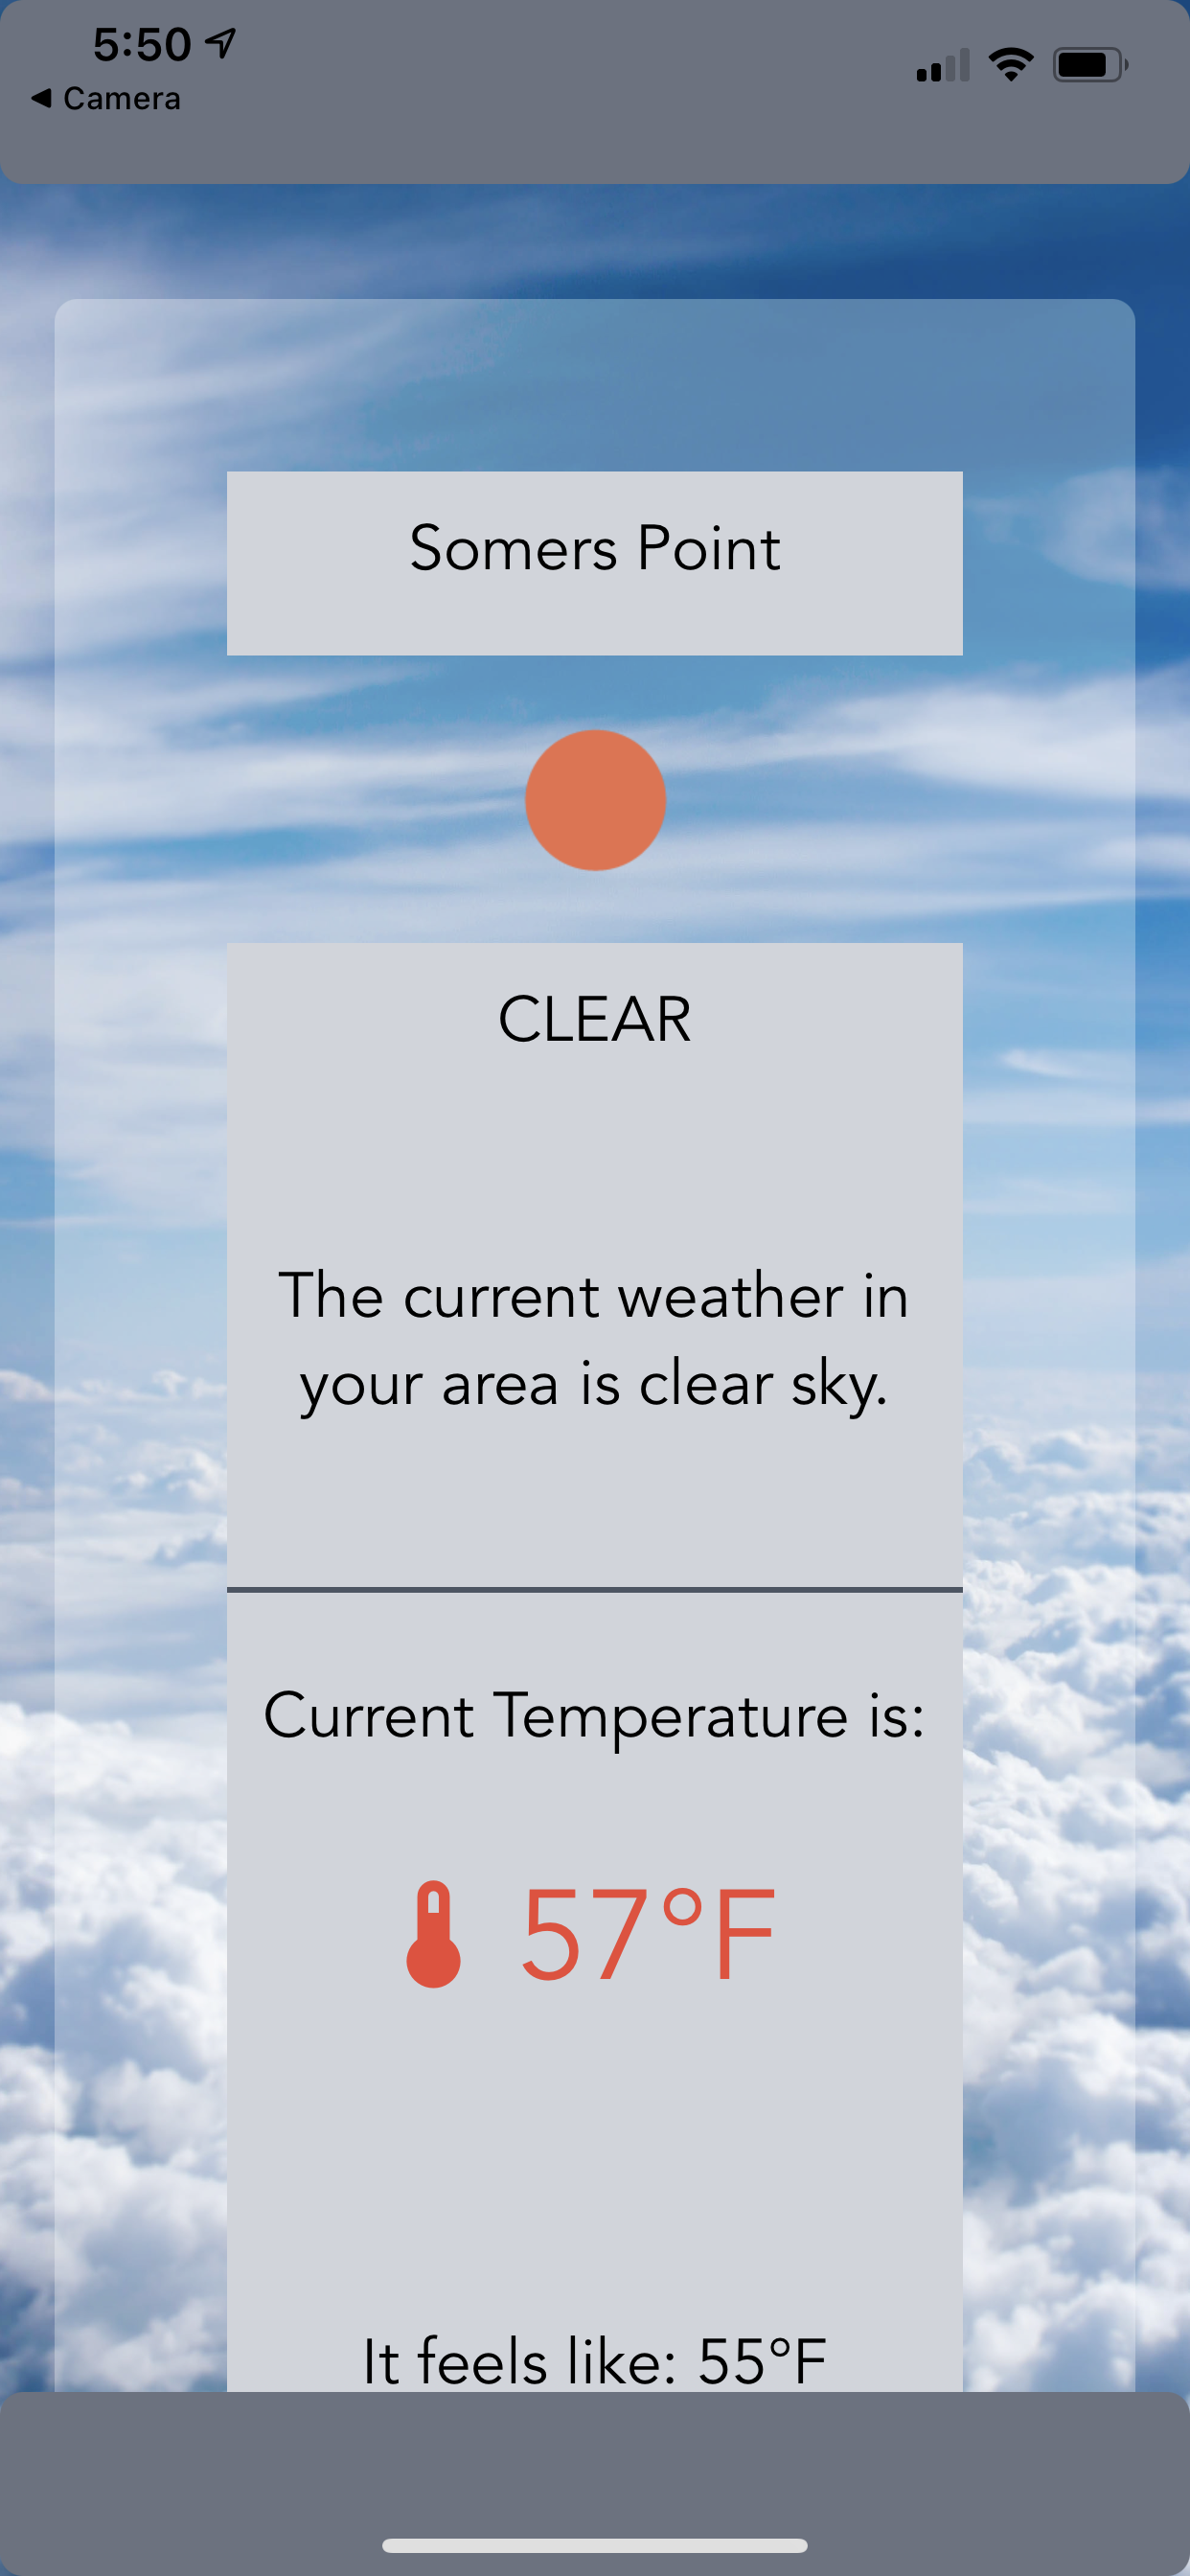 5:50
Camera
Somers Point
CLEAR
The current weather in
your area is clear sky.
Current Temperature is:
57°F
It feels like: 55°F